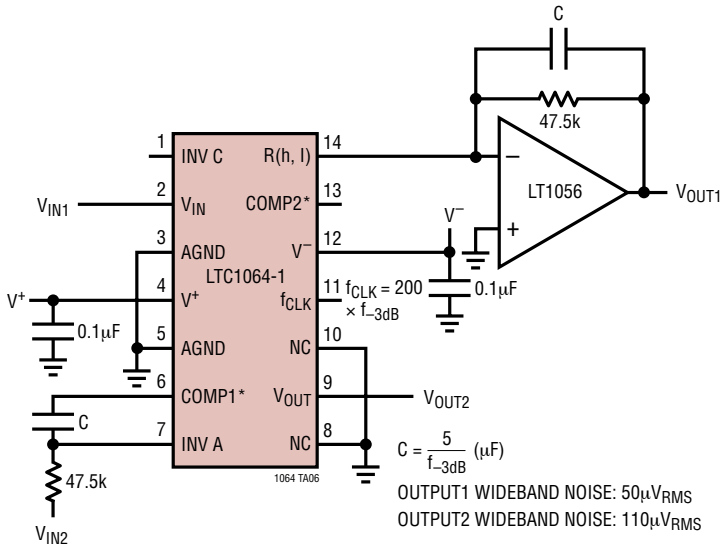 C
47.5k
LT1056
−
+
V_OUT1
1 INV C R(h, I) 14
V_IN1 2 V_IN COMP2* 13
V⁻
3 AGND V⁻ 12
LTC1064-1
V⁺ 4 V⁺ f_CLK 11 f_CLK = 200 × f_–3dB
0.1µF
0.1µF
5 AGND NC 10
6 COMP1* V_OUT 9 V_OUT2
C
7 INV A NC 8
47.5k
V_IN2
1064 TA06
C = 5 / f_–3dB (µF)
OUTPUT1 WIDEBAND NOISE: 50µV_RMS
OUTPUT2 WIDEBAND NOISE: 110µV_RMS